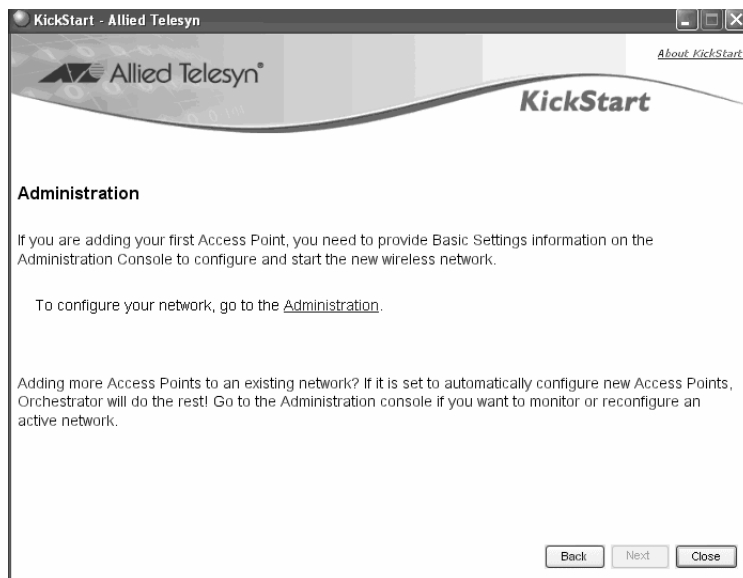 KickStart - Allied Telesyn
About KickStart
Allied Telesyn®
KickStart
Administration
If you are adding your first Access Point, you need to provide Basic Settings information on the
Administration Console to configure and start the new wireless network.
To configure your network, go to the Administration.
Adding more Access Points to an existing network? If it is set to automatically configure new Access Points,
Orchestrator will do the rest! Go to the Administration console if you want to monitor or reconfigure an
active network.
Back Next Close